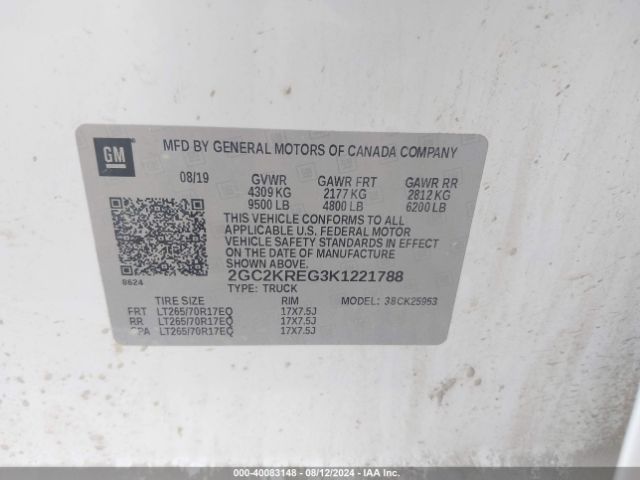 GM
MFD BY GENERAL MOTORS OF CANADA COMPANY
08/19 GVWR GAWR FRT GAWR RR
4309 KG 2177 KG 2812 KG
9500 LB 4800 LB 6200 LB
THIS VEHICLE CONFORMS TO ALL
APPLICABLE U.S. FEDERAL MOTOR
VEHICLE SAFETY STANDARDS IN EFFECT
ON THE DATE OF MANUFACTURE
SHOWN ABOVE.
2GC2KREG3K1221788
8624 TYPE: TRUCK
TIRE SIZE RIM MODEL: 38CK25953
FRT LT265/70R17EQ 17X7.5J
RR LT265/70R17EQ 17X7.5J
LT265/70R17EQ 17X7.5J
000-40083148 - 08/12/2024 - IAA Inc.